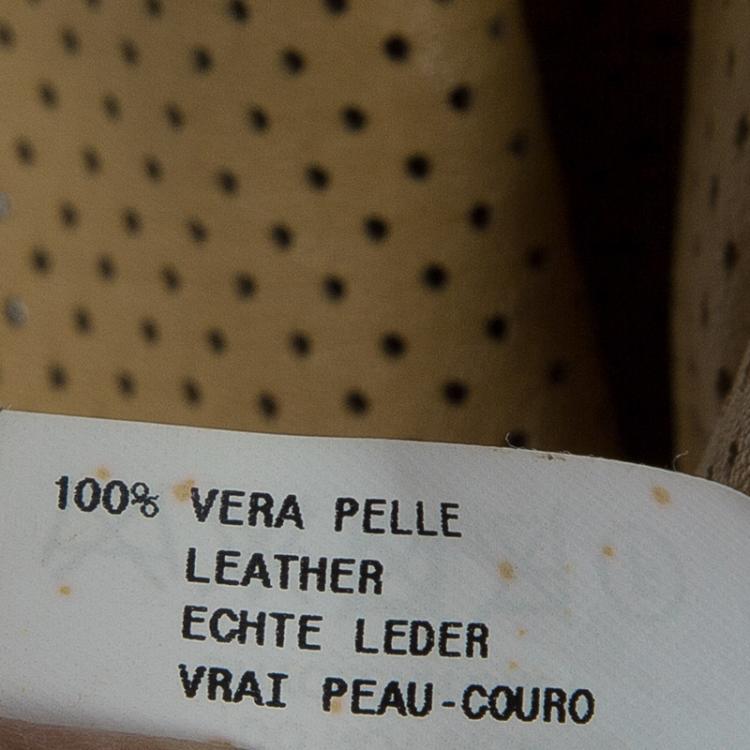 100% VERA PELLE
LEATHER
ECHTE LEDER
VRAI PEAU-COURO